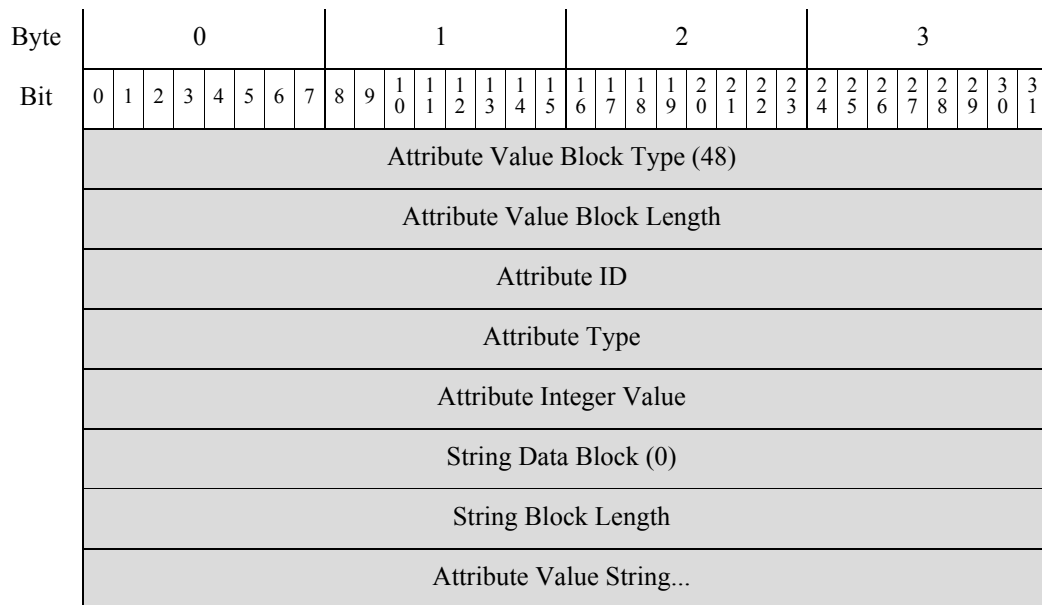 Byte 0 1 2 3
Bit 0 1 2 3 4 5 6 7 8 9 10 11 12 13 14 15 16 17 18 19 20 21 22 23 24 25 26 27 28 29 30 31
Attribute Value Block Type (48)
Attribute Value Block Length
Attribute ID
Attribute Type
Attribute Integer Value
String Data Block (0)
String Block Length
Attribute Value String...